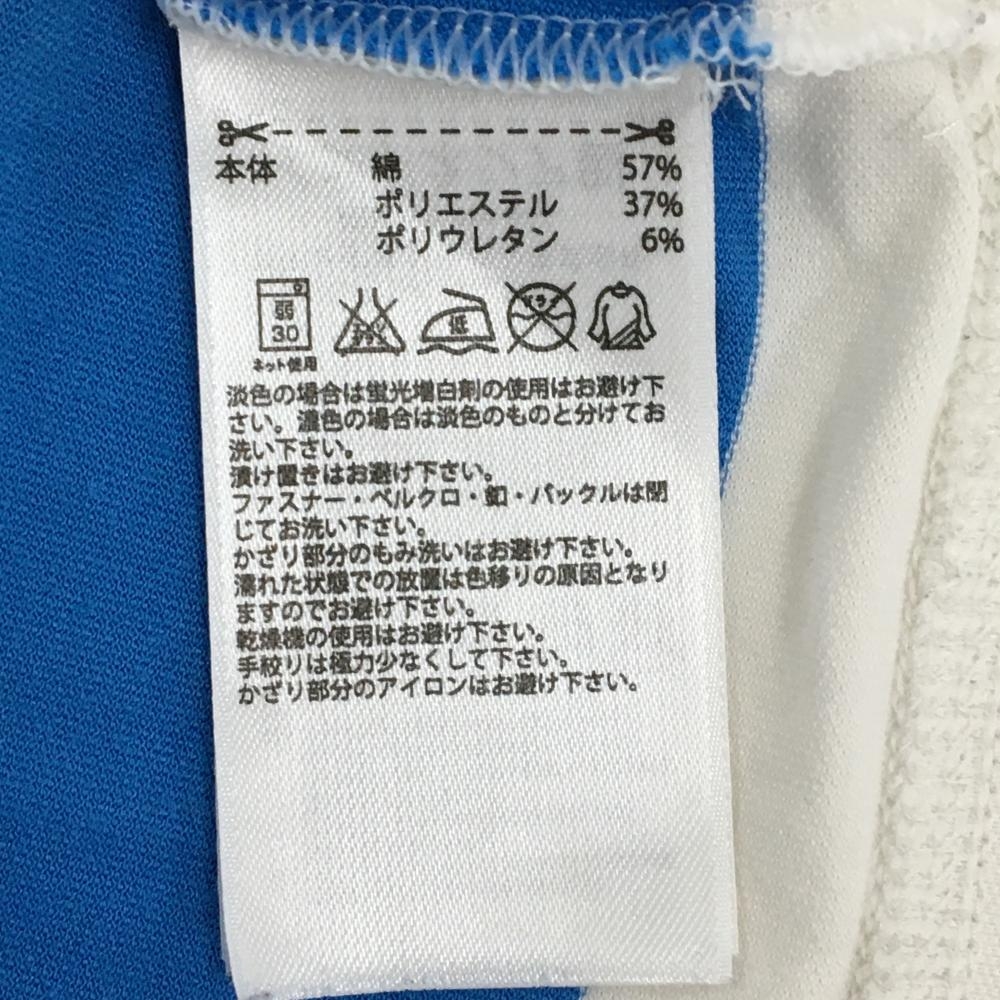 本体 綿 57%
ポリエステル 37%
ポリウレタン 6%
弱
30
ネット使用
低
ドライ
淡色の場合は蛍光増白剤の使用はお避け下
さい。濃色の場合は淡色のものと分けてお
洗い下さい。
漬け置きはお避け下さい。
ファスナー・ベルクロ・釦・バックルは閉
じてお洗い下さい。
かざり部分のもみ洗いはお避け下さい。
濡れた状態での放置は色移りの原因となり
ますのでお避け下さい。
乾燥機の使用はお避け下さい。
手絞りは極力少なくして下さい。
かざり部分のアイロンはお避け下さい。